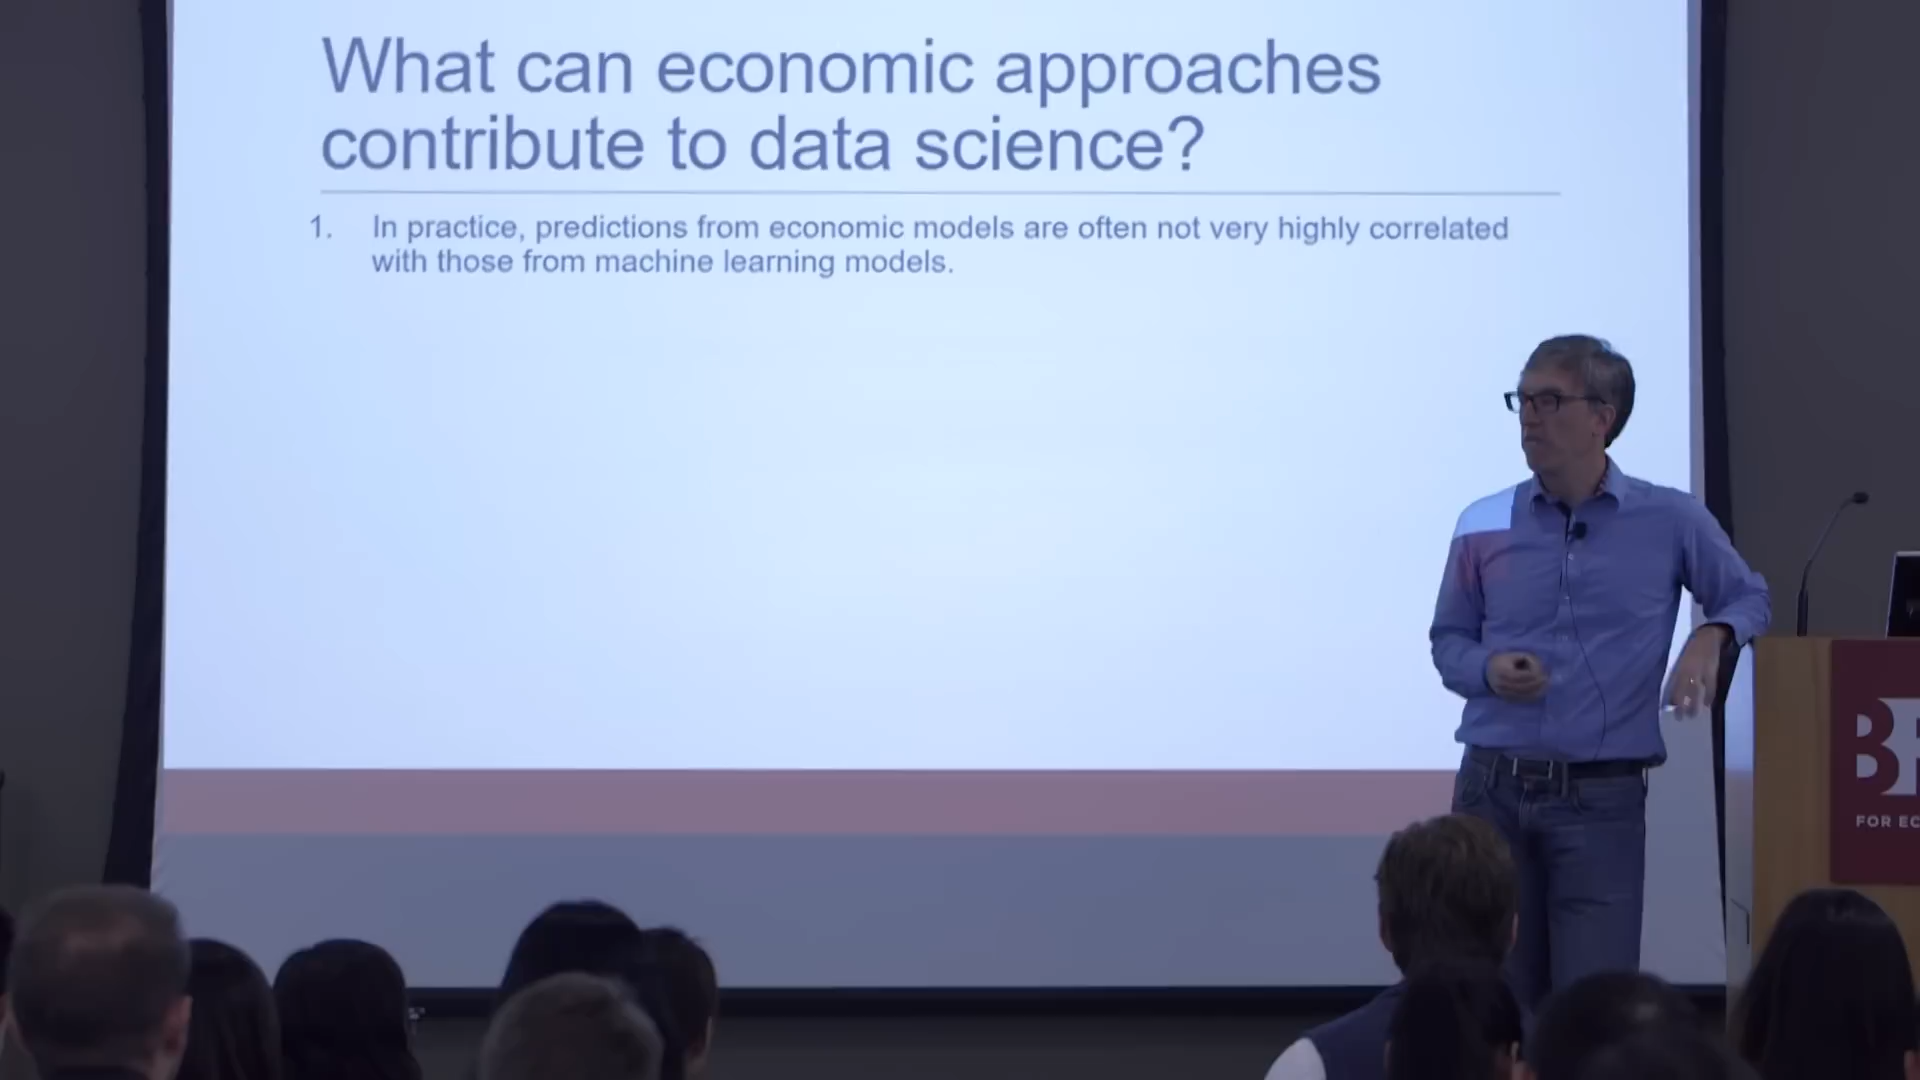 What can economic approaches
contribute to data science?
1. In practice, predictions from economic models are often not very highly correlated
with those from machine learning models.
FOR EC